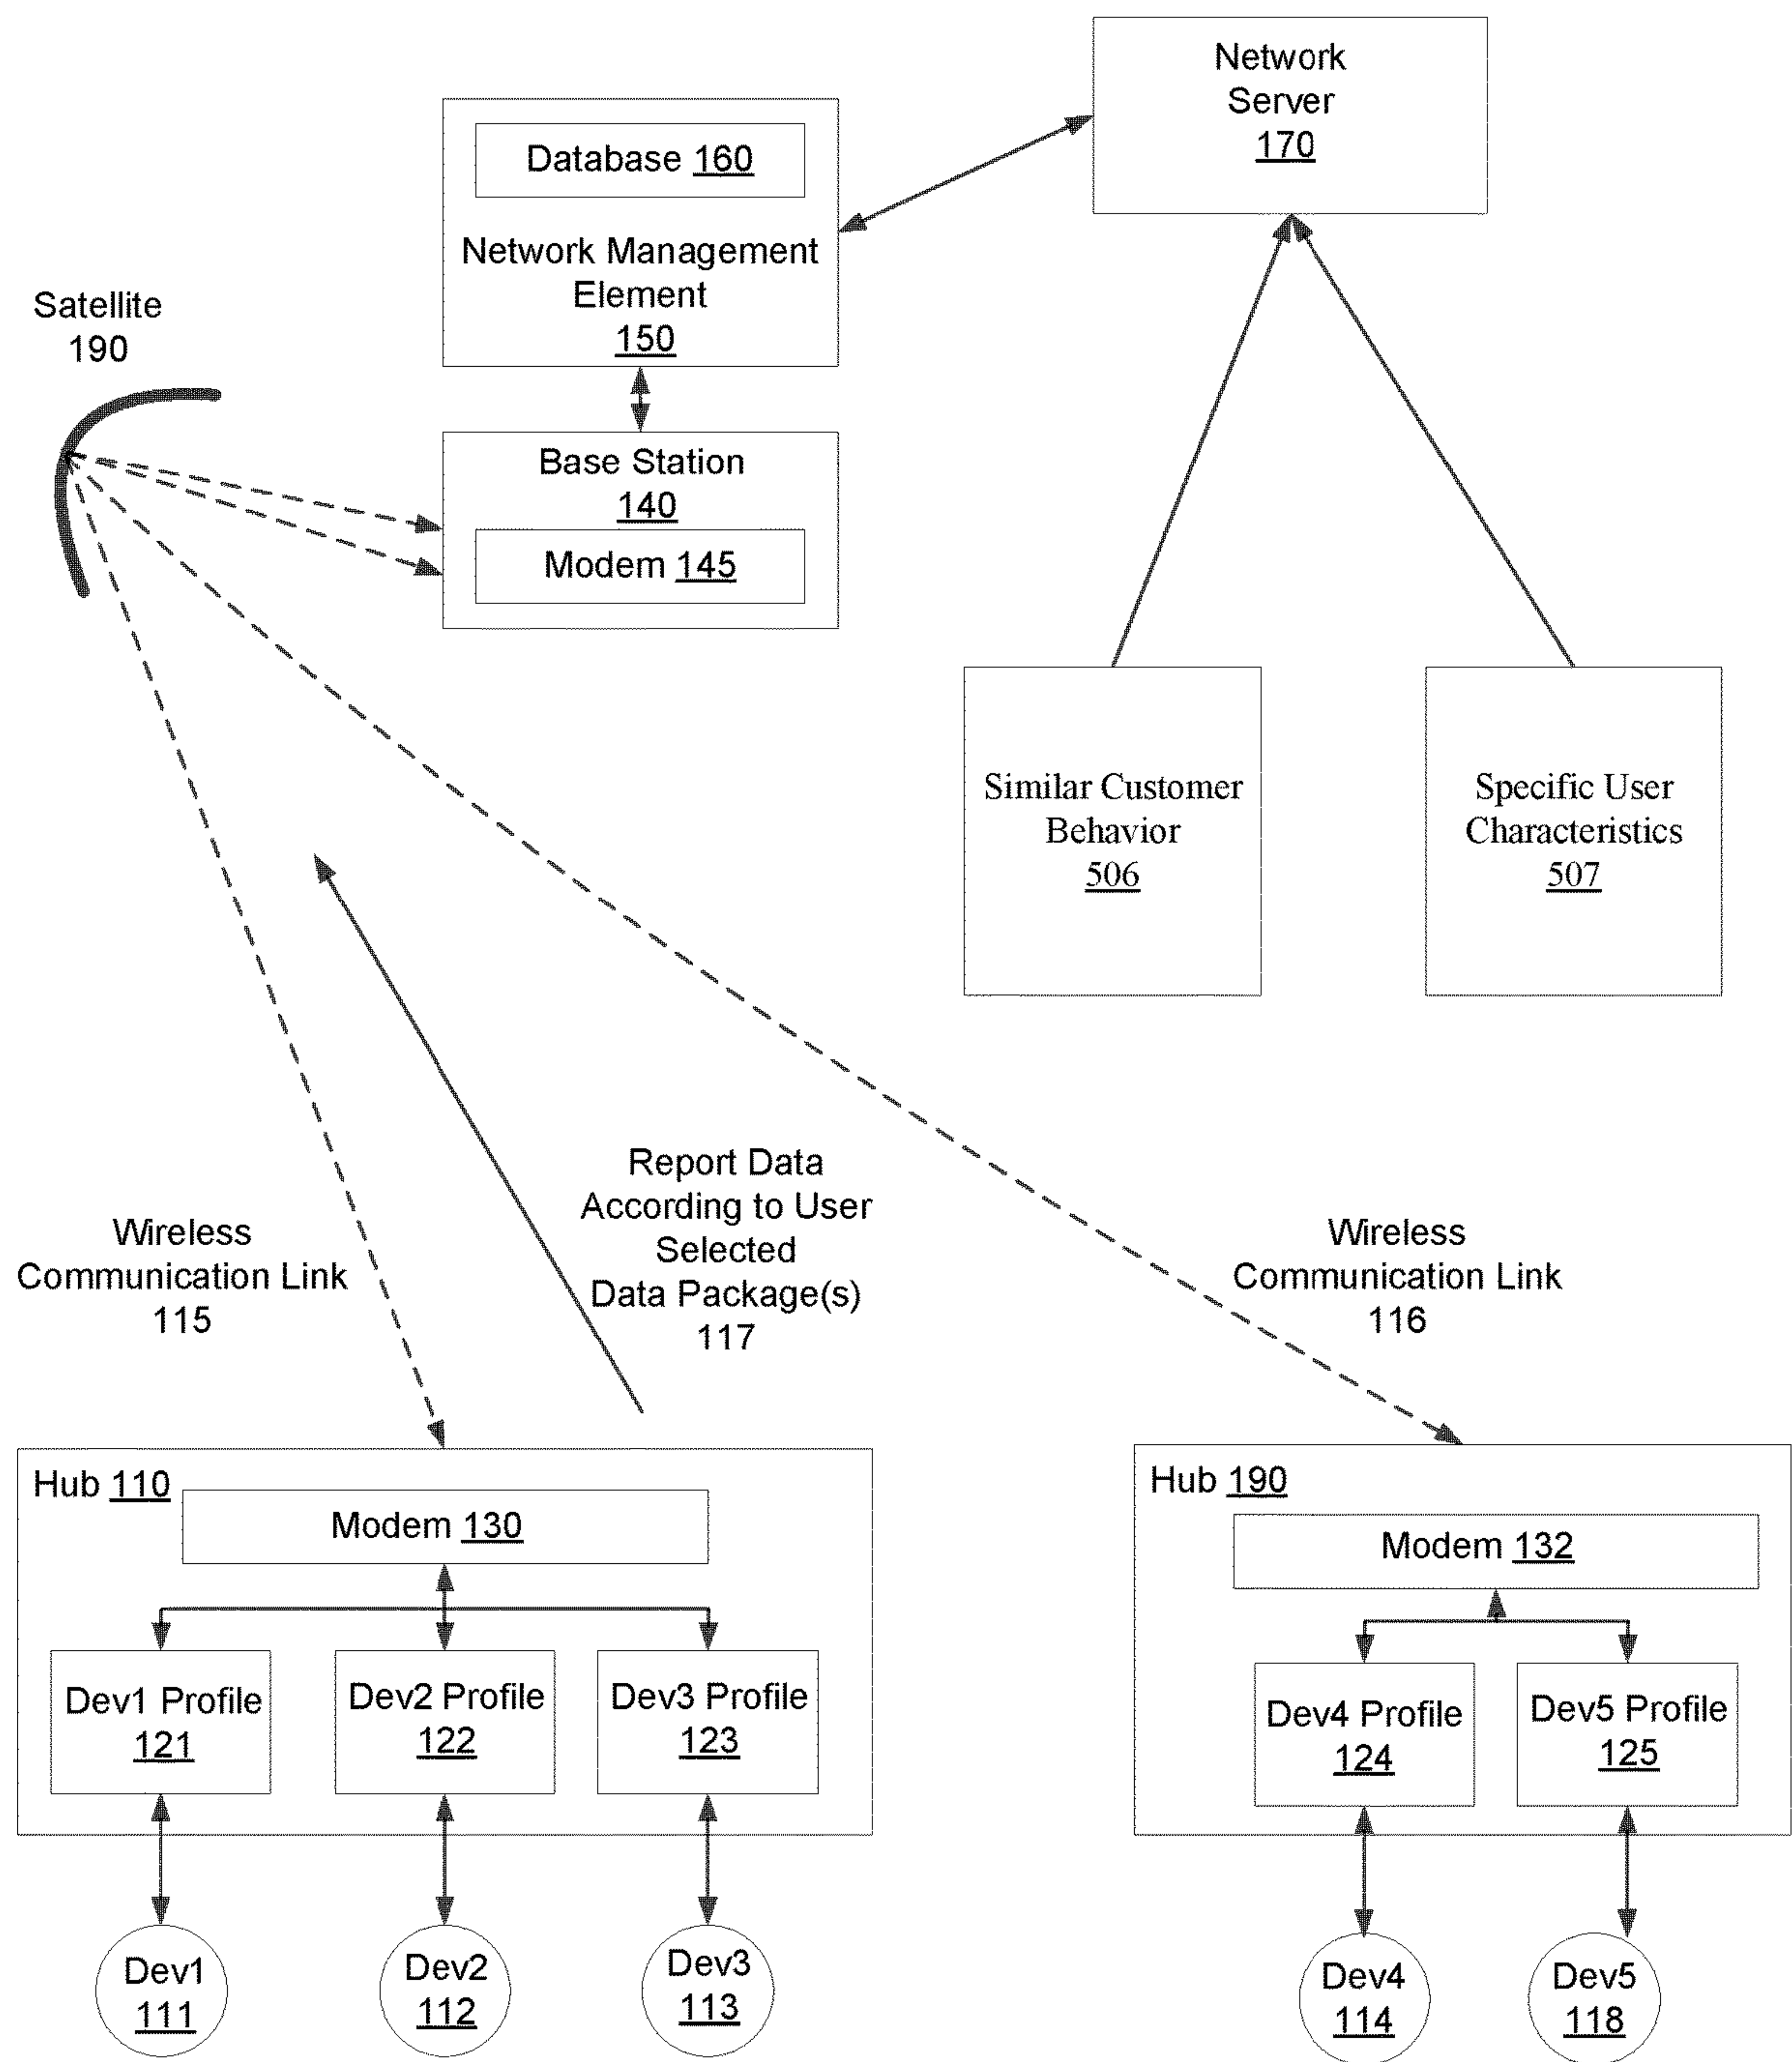 Network
Server
170
Database 160
Network Management
Element
150
Satellite
190
Base Station
140
Modem 145
Similar Customer
Behavior
506
Specific User
Characteristics
507
Report Data
According to User
Selected
Data Package(s)
117
Wireless
Communication Link
115
Wireless
Communication Link
116
Hub 110
Modem 130
Dev1 Profile
121
Dev2 Profile
122
Dev3 Profile
123
Hub 190
Modem 132
Dev4 Profile
124
Dev5 Profile
125
Dev1
111
Dev2
112
Dev3
113
Dev4
114
Dev5
118